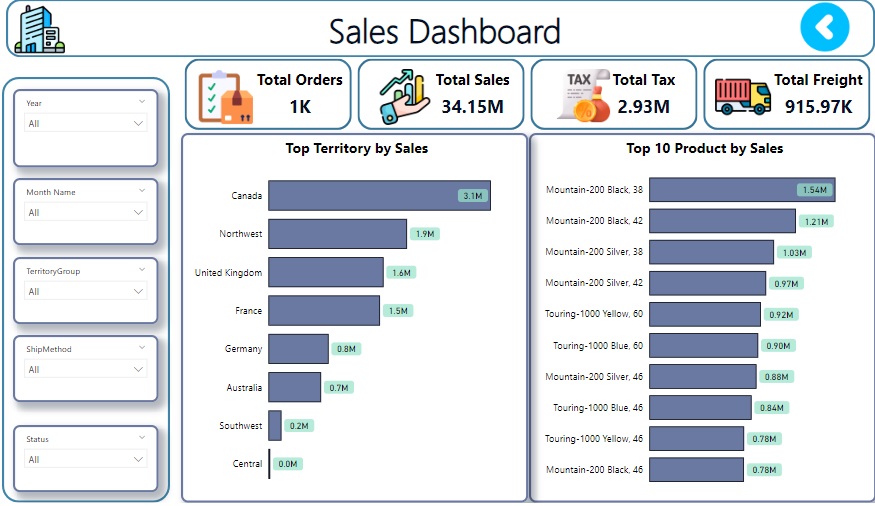 Sales Dashboard
Total Orders
1K
Total Sales
34.15M
TAX
Total Tax
2.93M
Total Freight
915.97K
Year
All
Month Name
All
TerritoryGroup
All
ShipMethod
All
Status
All
Top Territory by Sales
Canada 3.1M
Northwest 1.9M
United Kingdom 1.6M
France 1.5M
Germany 0.8M
Australia 0.7M
Southwest 0.2M
Central 0.0M
Top 10 Product by Sales
Mountain-200 Black, 38 1.54M
Mountain-200 Black, 42 1.21M
Mountain-200 Silver, 38 1.03M
Mountain-200 Silver, 42 0.97M
Touring-1000 Yellow, 60 0.92M
Touring-1000 Blue, 60 0.90M
Mountain-200 Silver, 46 0.88M
Touring-1000 Blue, 46 0.84M
Touring-1000 Yellow, 46 0.78M
Mountain-200 Black, 46 0.78M